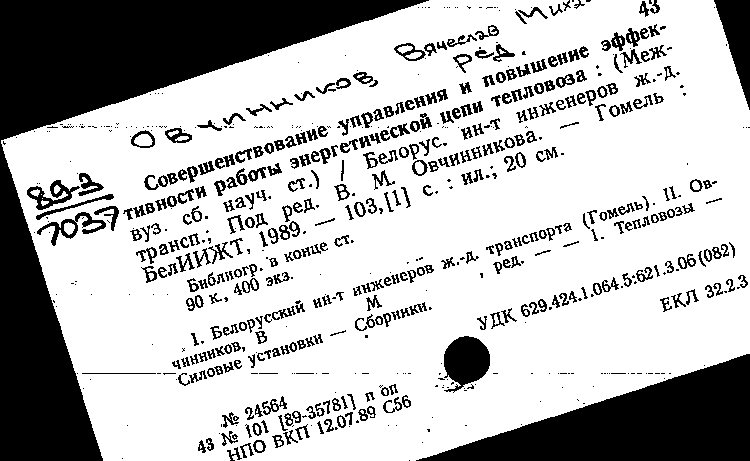 43
Овчинников Вячеслав
ред.
89-3
7037
Совершенствование управления и повышение эффек-
тивности работы энергетической цепи тепловоза : (Меж-
вуз. сб. науч. ст.) / Белорус. ин-т инженеров ж.-д.
трансп.; Под ред. В. М. Овчинникова. — Гомель :
БелИИЖТ, 1989. — 103,[1] с. : ил.; 20 см.
Библиогр. в конце ст.
90 к., 400 экз.
1. Белорусский ин-т инженеров ж.-д. транспорта (Гомель). II. Ов-
чинников, В М , ред. — — 1. Тепловозы —
Силовые установки — Сборники.
УДК 629.424.1.064.5:621.3.06(082)
ЕКЛ 32.2.3
№ 24564
43 № 101 [89-35781] п оп
НПО ВКП 12.07.89 С56